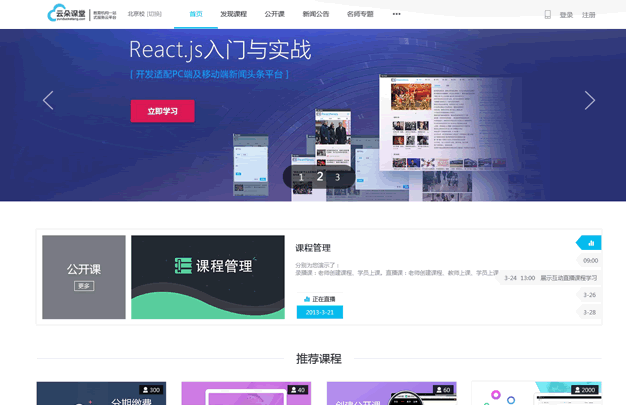 云朵课堂
教育机构一站
式建网云平台
北京校 [切换]
首页
发现课程
公开课
新闻公告
名师专题
•••
登录
注册
React.js入门与实战
[ 开发适配PC端及移动端新闻头条平台 ]
立即学习
1 2 3
公开课
更多
课程管理
课程管理
分别为您演示了:
录播课:老师创建课程、学员上课。直播课:老师创建课程、教师上课、学员上课
正在直播
2013-3-21
09:00
3-24 13:00 展示互动直播课程学习
3-26
3-28
推荐课程
300
分期缴费
40
60
创建公开课
2000